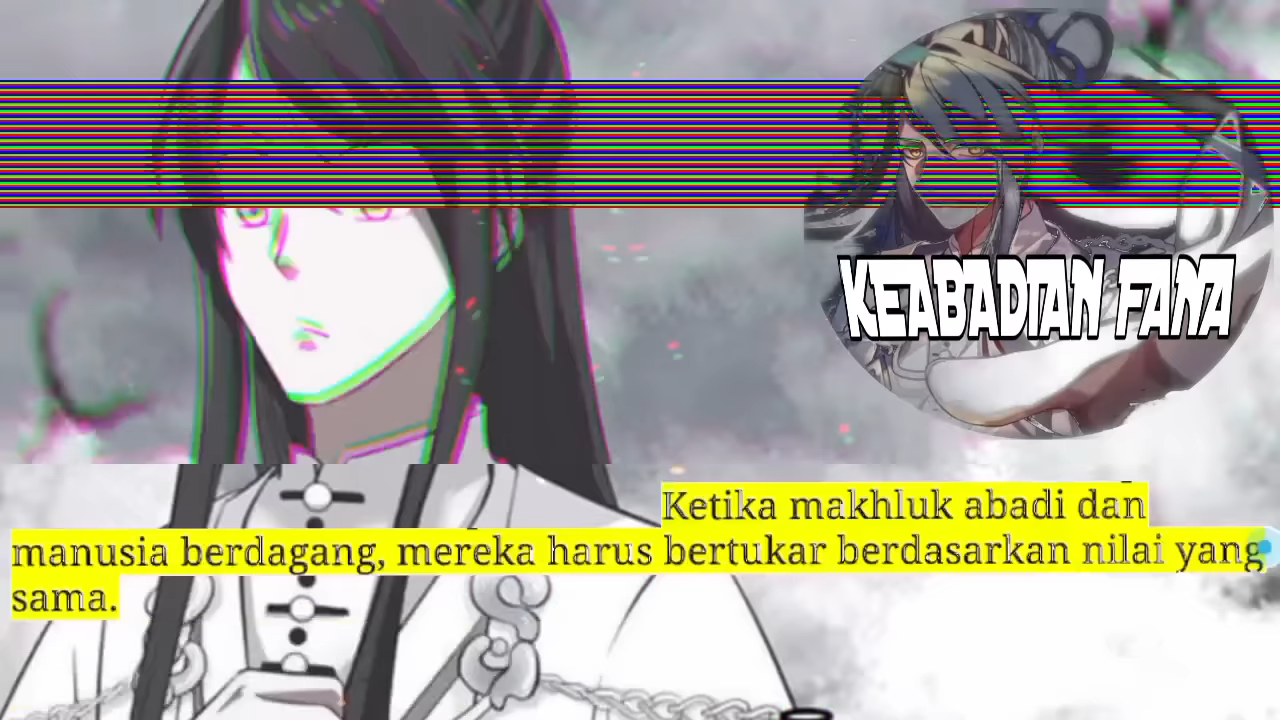 KEABADIAN FANA
Ketika makhluk abadi dan
manusia berdagang, mereka harus bertukar berdasarkan nilai yang
sama.